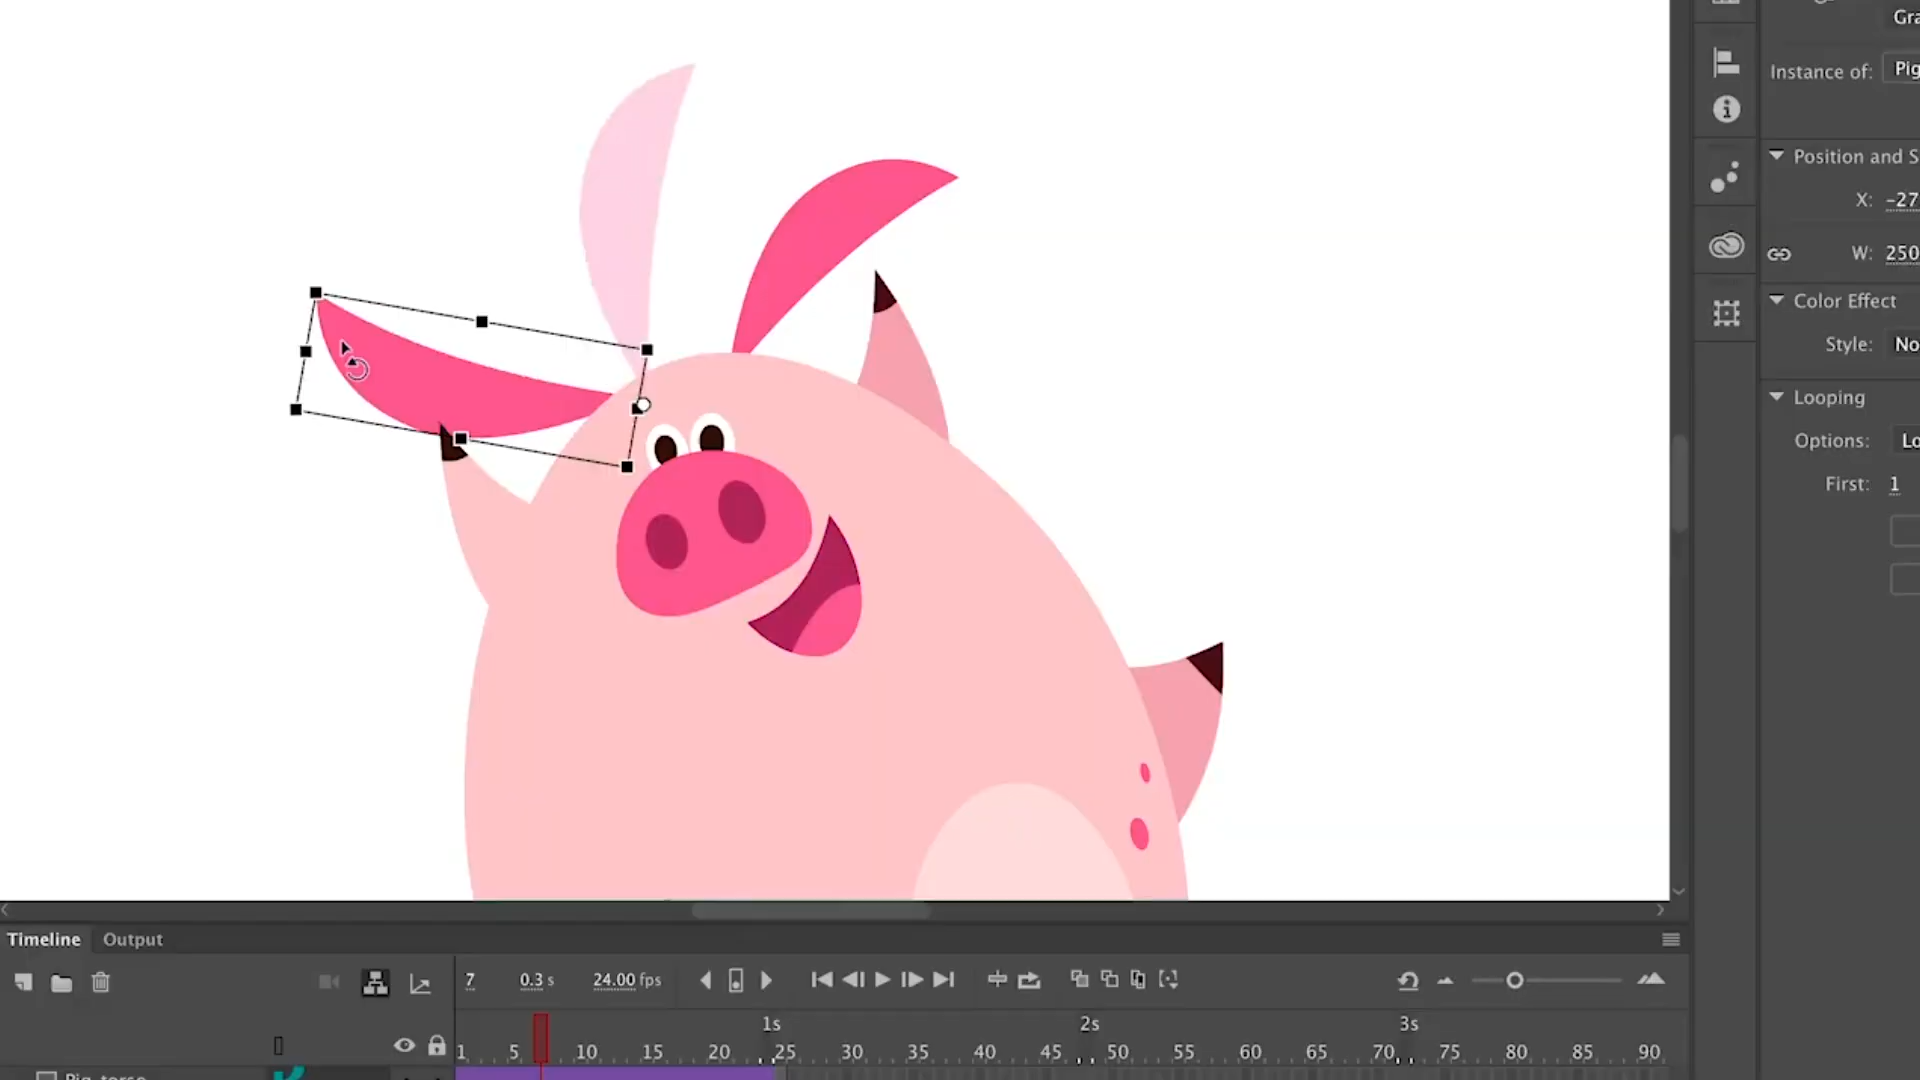 Gra
Instance of: Pig
Position and S
X: -27
W: 250
Color Effect
Style: No
Looping
Options: Lo
First: 1
Timeline Output
7 0.3 s 24.00 fps
1s 2s 3s
1 5 10 15 20 25 30 35 40 45 50 55 60 65 70 75 80 85 90
Pig_torso